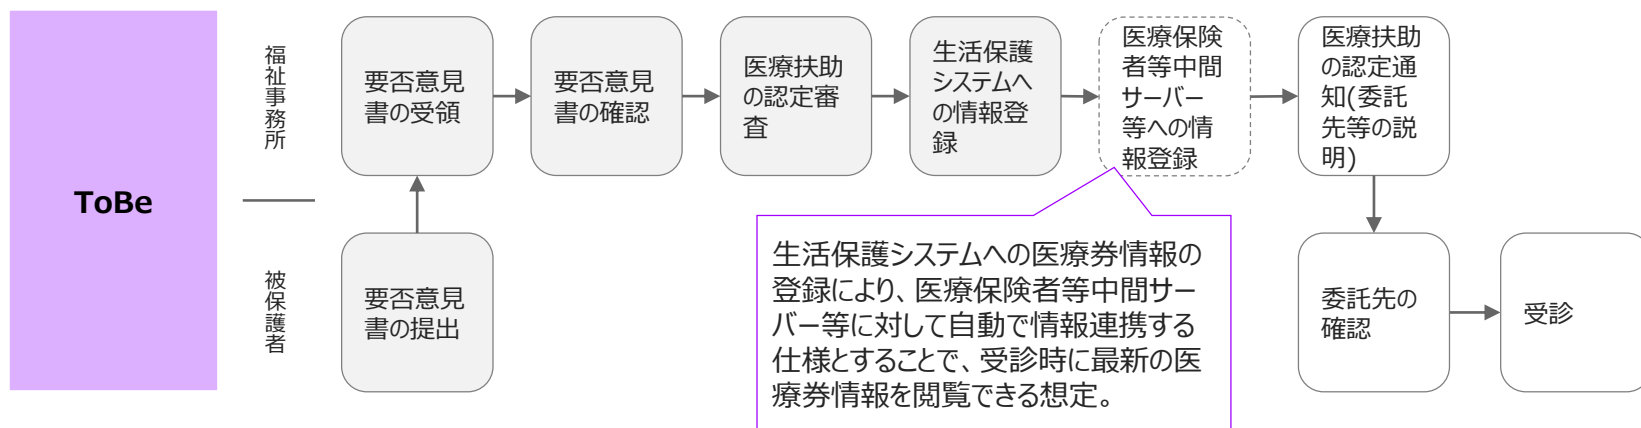 ToBe
福祉事務所
要否意見
書の受領
要否意見
書の確認
医療扶助
の認定審
査
生活保護
システムへ
の情報登
録
医療保険
者等中間
サーバー
等への情
報登録
医療扶助
の認定通
知(委託
先等の説
明)
被保護者
要否意見
書の提出
生活保護システムへの医療券情報の
登録により、医療保険者等中間サー
バー等に対して自動で情報連携する
仕様とすることで、受診時に最新の医
療券情報を閲覧できる想定。
委託先の
確認
受診